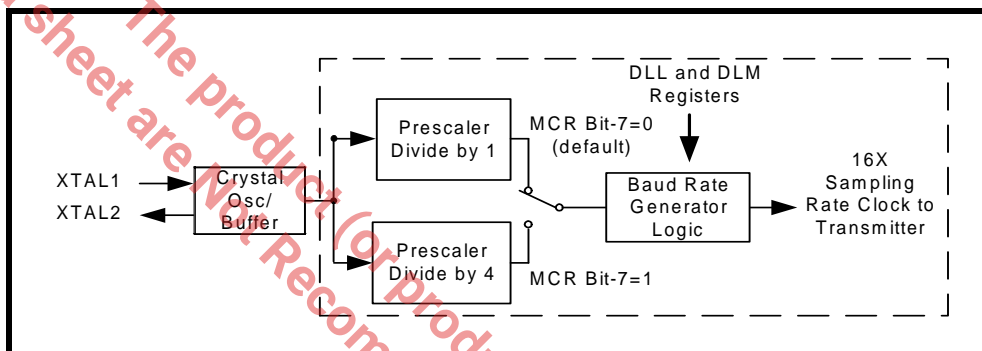 The product (or produ
sheet are Not Recom
DLL and DLM
Registers
Prescaler
Divide by 1
MCR Bit-7=0
(default)
XTAL1
XTAL2
Crystal
Osc/
Buffer
Baud Rate
Generator
Logic
16X
Sampling
Rate Clock to
Transmitter
Prescaler
Divide by 4
MCR Bit-7=1